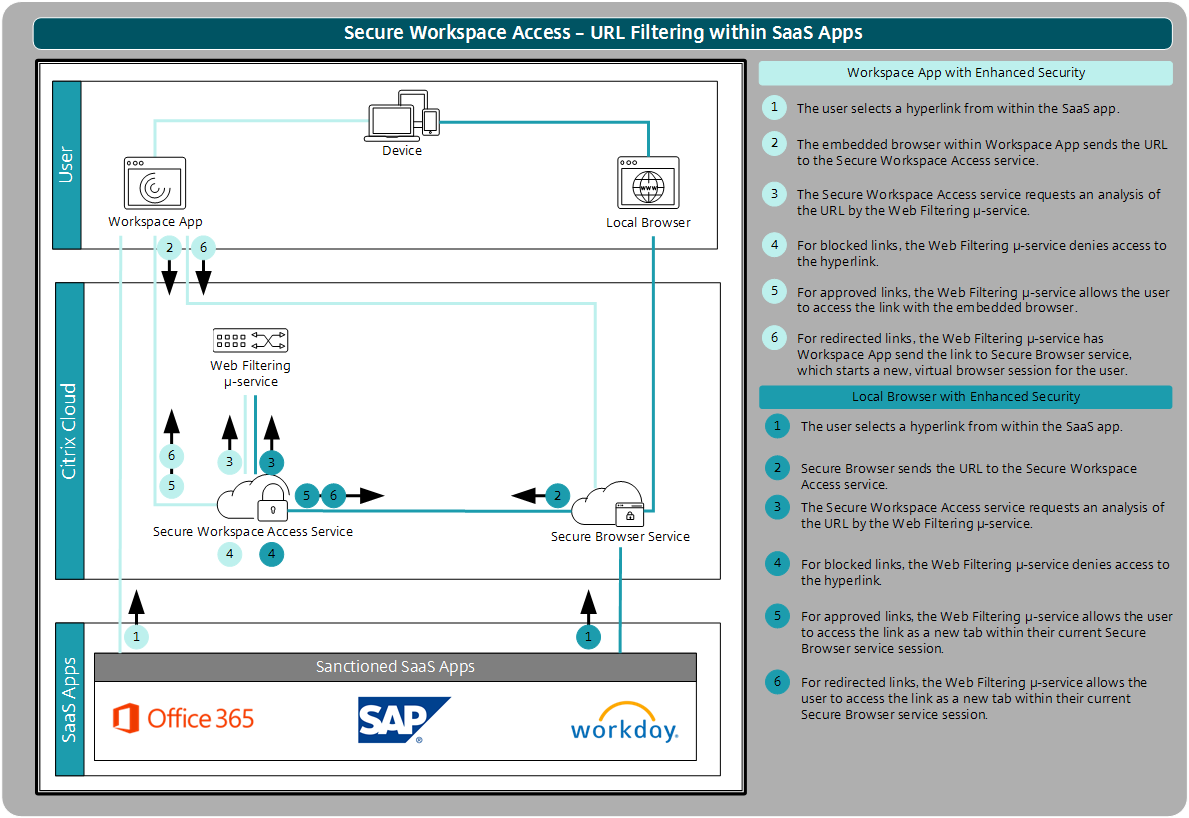 Secure Workspace Access – URL Filtering within SaaS Apps
User
Device
Workspace App
WWW
Local Browser
2
6
Citrix Cloud
Web Filtering
µ-service
6
5
3
3
5
6
2
Secure Workspace Access Service
4
4
Secure Browser Service
1
1
SaaS Apps
Sanctioned SaaS Apps
Office 365
SAP®
workday.
Workspace App with Enhanced Security
1
The user selects a hyperlink from within the SaaS app.
2
The embedded browser within Workspace App sends the URL
to the Secure Workspace Access service.
3
The Secure Workspace Access service requests an analysis of
the URL by the Web Filtering µ-service.
4
For blocked links, the Web Filtering µ-service denies access to
the hyperlink.
5
For approved links, the Web Filtering µ-service allows the user
to access the link with the embedded browser.
6
For redirected links, the Web Filtering µ-service has
Workspace App send the link to Secure Browser service,
which starts a new, virtual browser session for the user.
Local Browser with Enhanced Security
1
The user selects a hyperlink from within the SaaS app.
2
Secure Browser sends the URL to the Secure Workspace
Access service.
3
The Secure Workspace Access service requests an analysis of
the URL by the Web Filtering µ-service.
4
For blocked links, the Web Filtering µ-service denies access to
the hyperlink.
5
For approved links, the Web Filtering µ-service allows the user
to access the link as a new tab within their current Secure
Browser service session.
6
For redirected links, the Web Filtering µ-service allows the
user to access the link as a new tab within their current
Secure Browser service session.